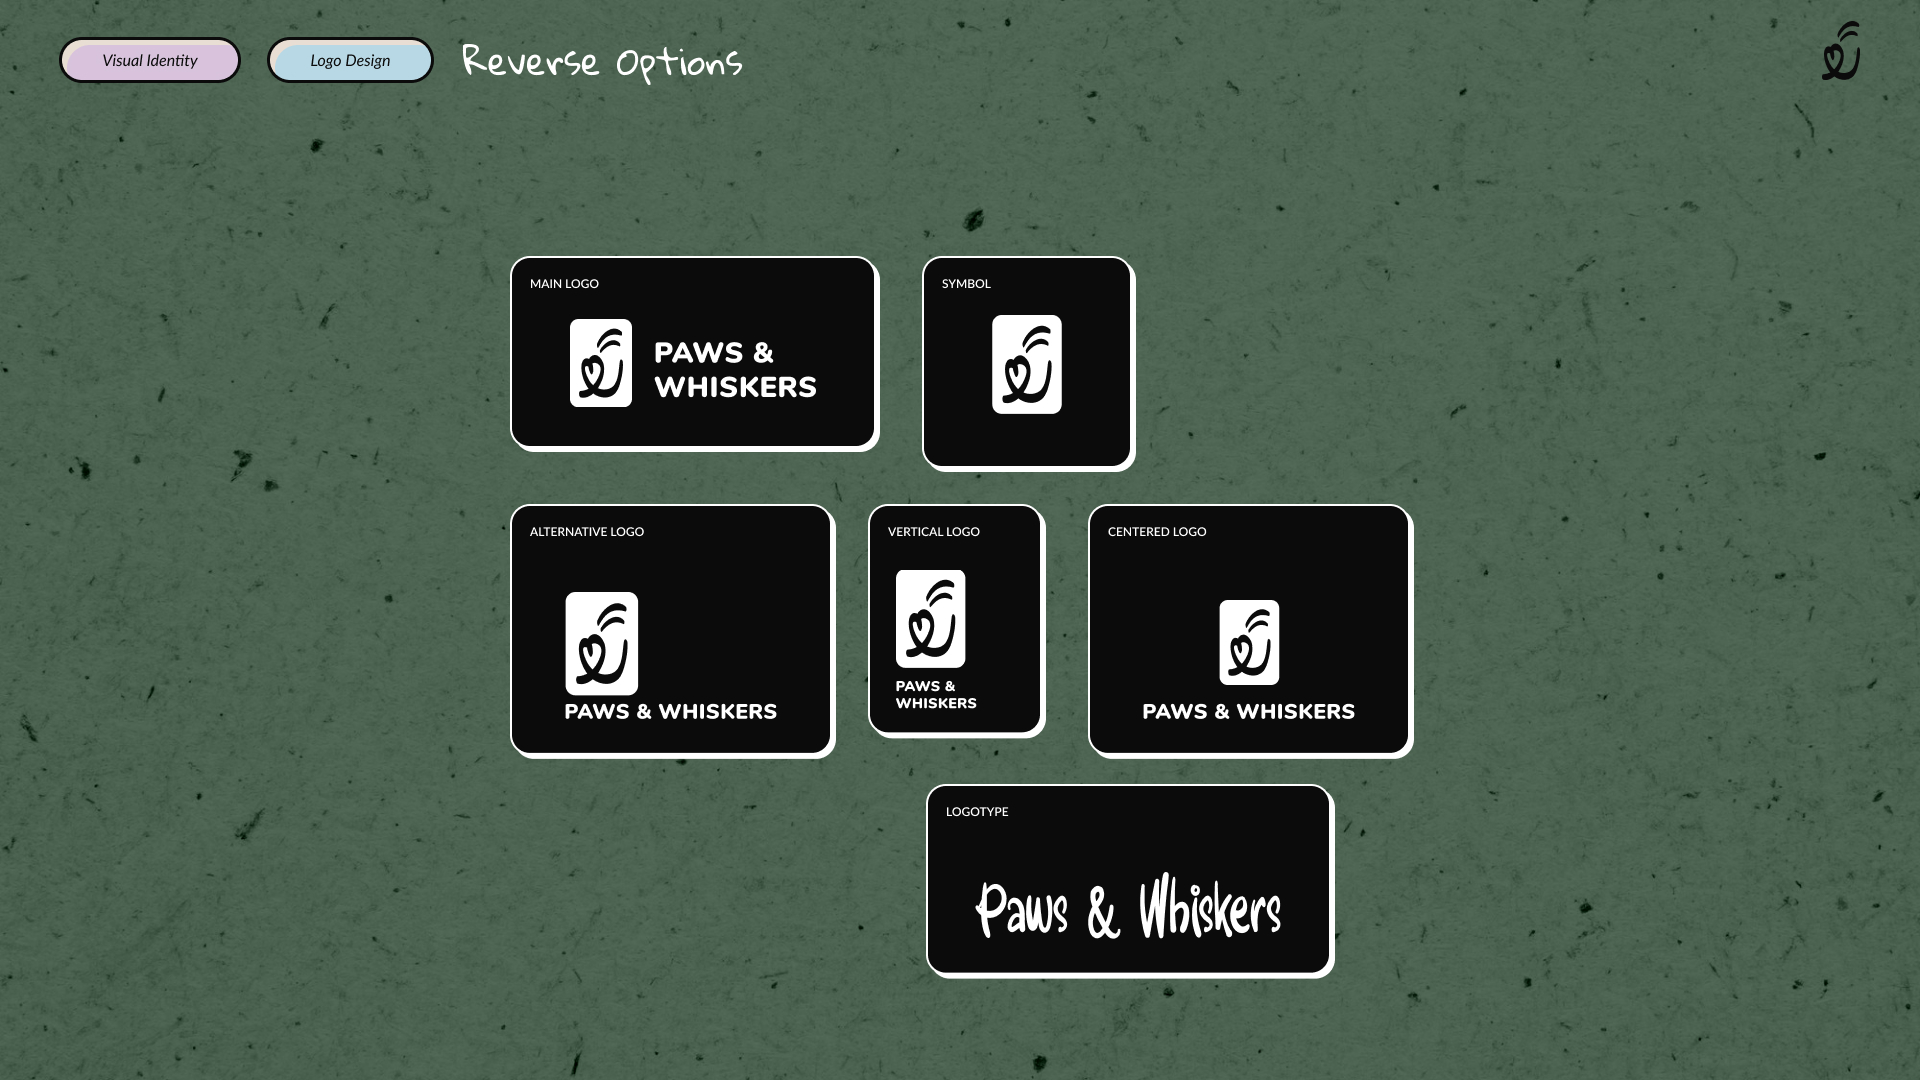 Visual Identity
Logo Design
Reverse Options
MAIN LOGO
PAWS &
WHISKERS
SYMBOL
ALTERNATIVE LOGO
PAWS & WHISKERS
VERTICAL LOGO
PAWS &
WHISKERS
CENTERED LOGO
PAWS & WHISKERS
LOGOTYPE
Paws & Whiskers